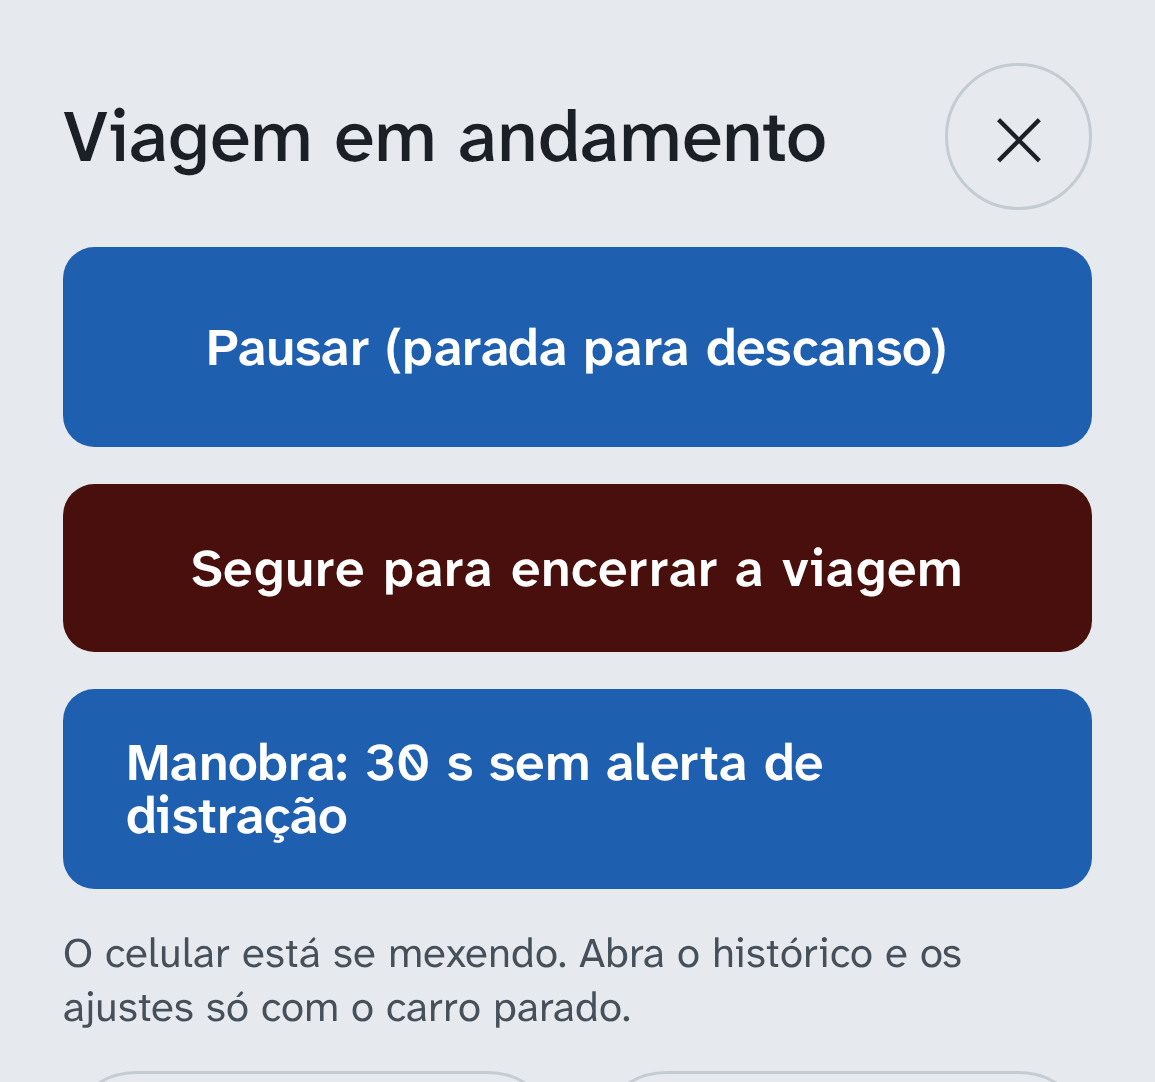 Viagem em andamento
Pausar (parada para descanso)
Segure para encerrar a viagem
Manobra: 30 s sem alerta de
distração
O celular está se mexendo. Abra o histórico e os
ajustes só com o carro parado.